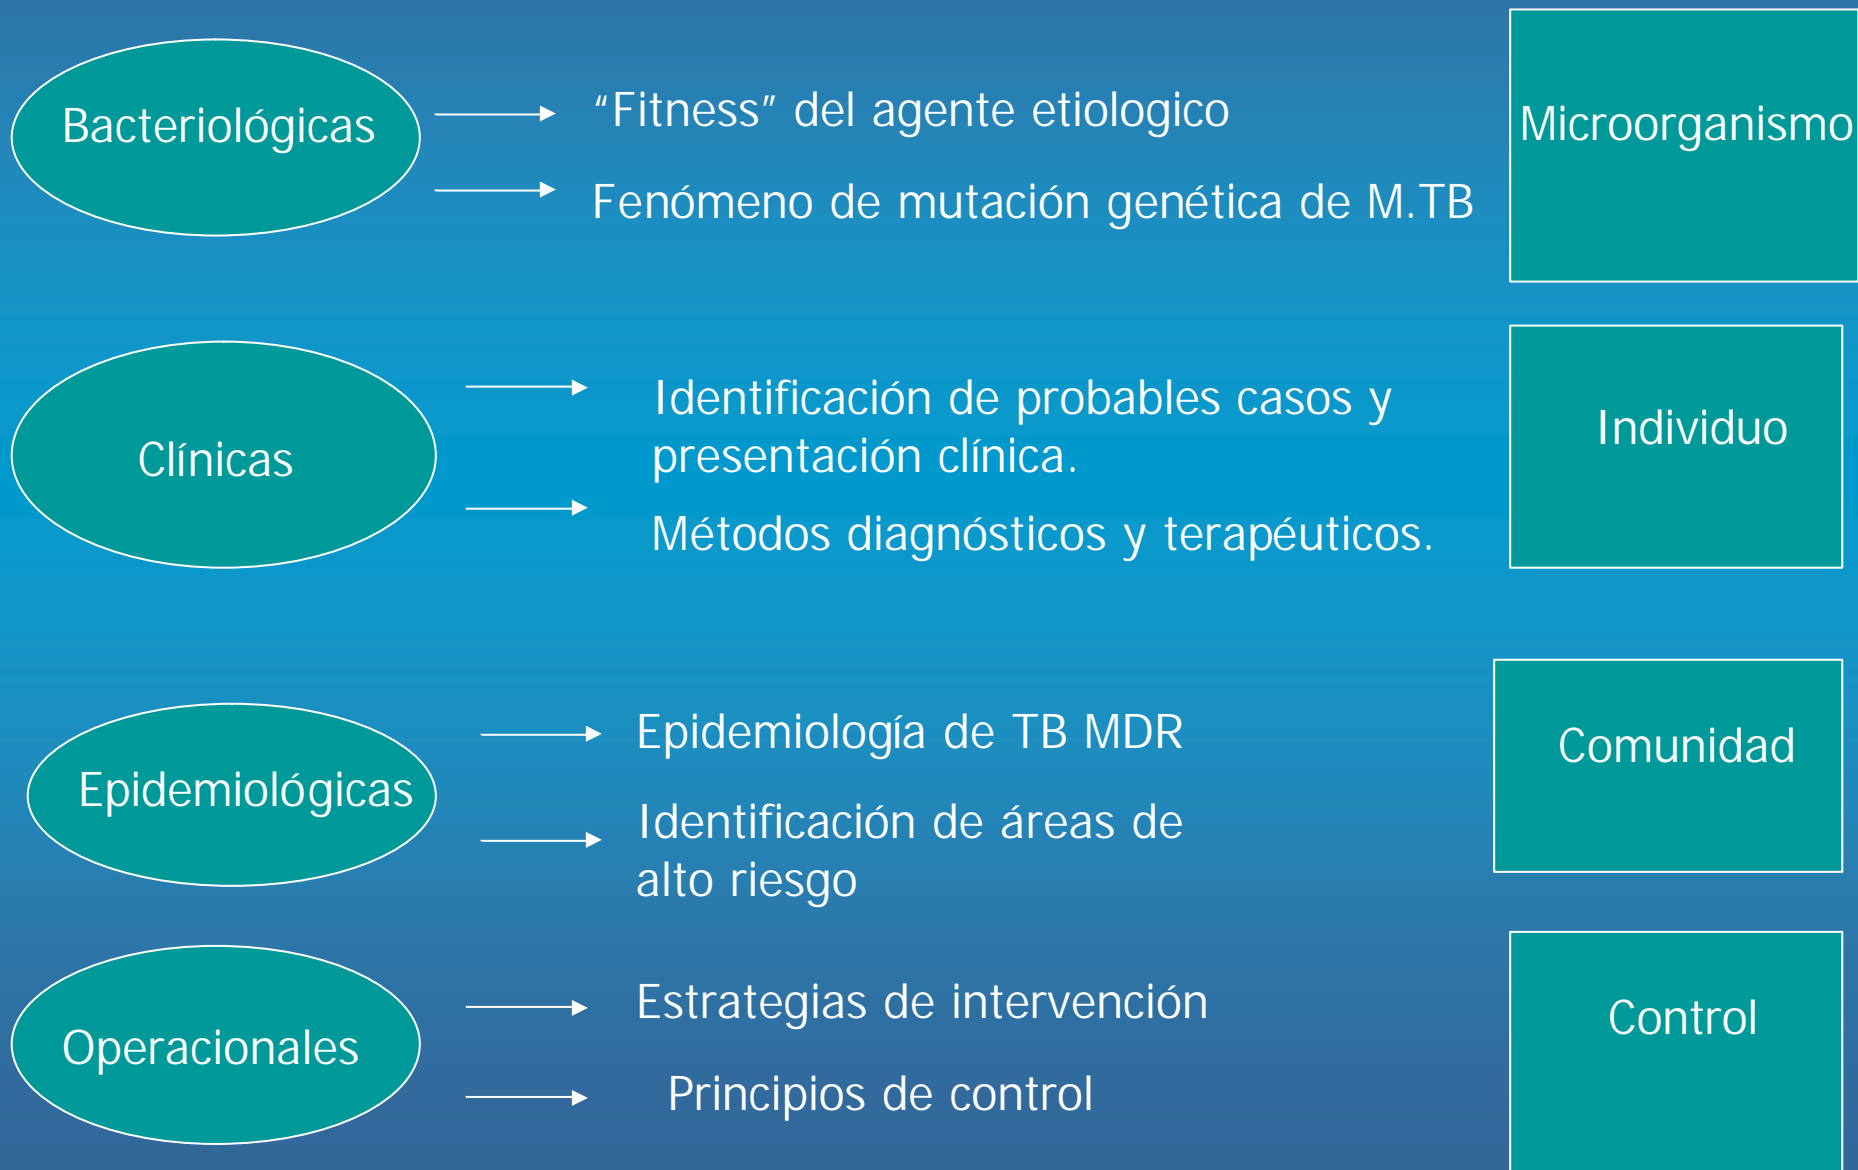 Bacteriológicas
“Fitness” del agente etiologico
Fenómeno de mutación genética de M.TB
Microorganismo
Clínicas
Identificación de probables casos y
presentación clínica.
Métodos diagnósticos y terapéuticos.
Individuo
Epidemiológicas
Epidemiología de TB MDR
Identificación de áreas de
alto riesgo
Comunidad
Operacionales
Estrategias de intervención
Principios de control
Control